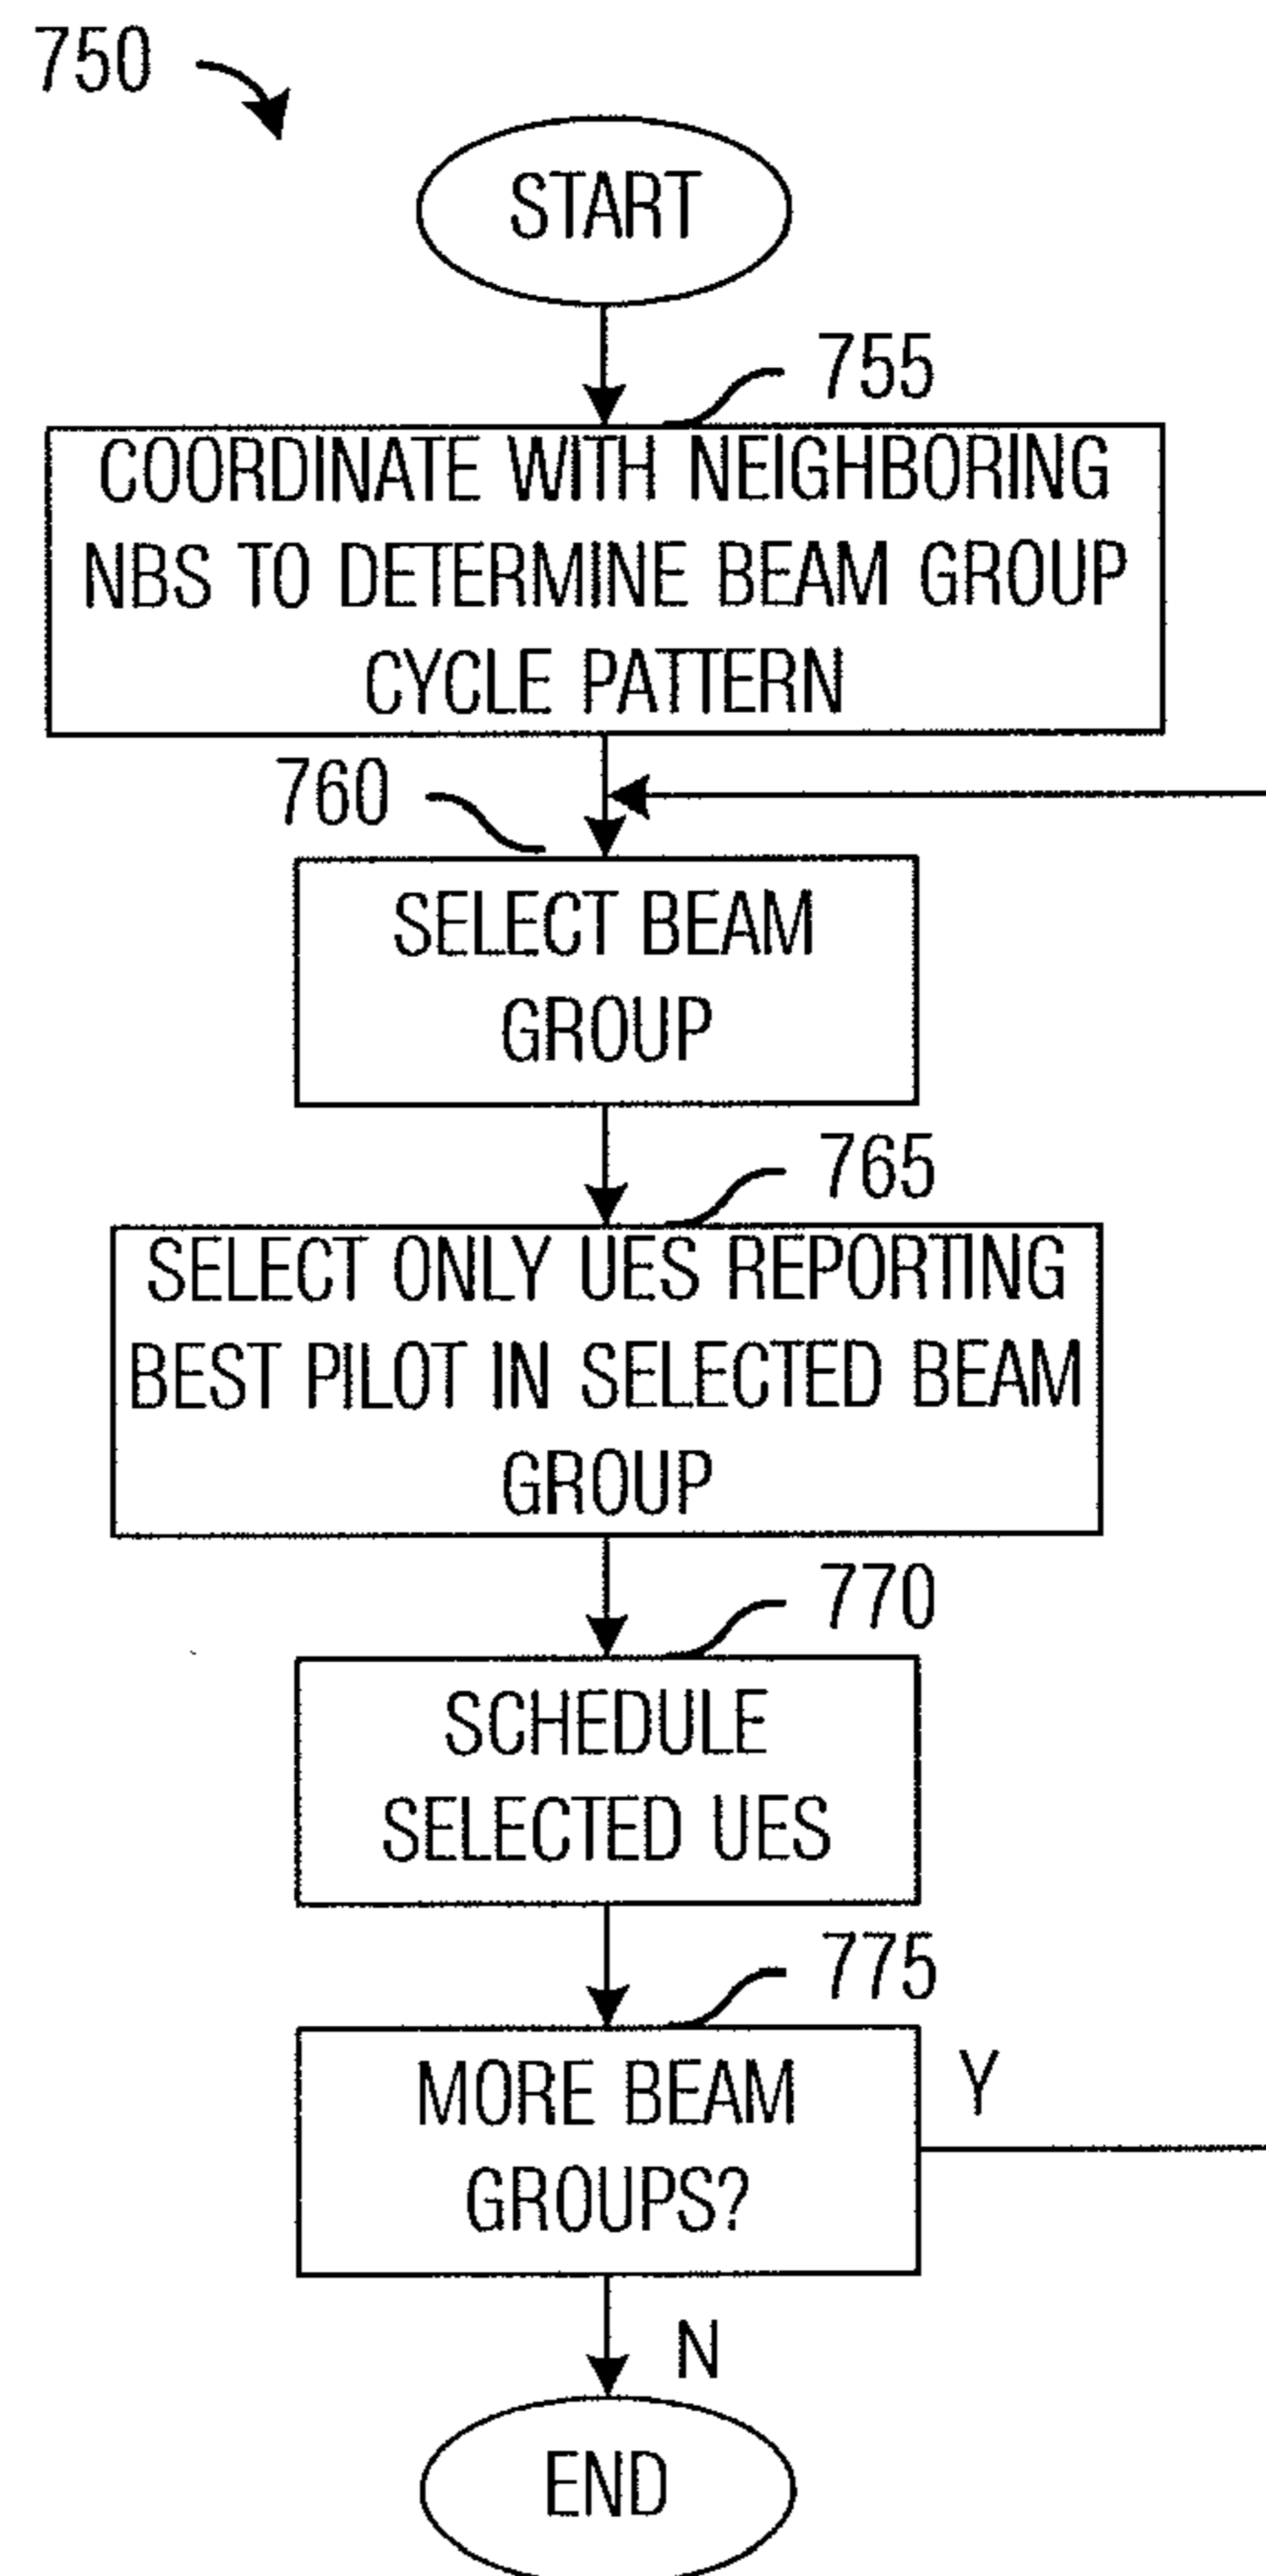 750
START
755
COORDINATE WITH NEIGHBORING
NBS TO DETERMINE BEAM GROUP
CYCLE PATTERN
760
SELECT BEAM
GROUP
765
SELECT ONLY UES REPORTING
BEST PILOT IN SELECTED BEAM
GROUP
770
SCHEDULE
SELECTED UES
775
MORE BEAM
GROUPS?
Y
N
END